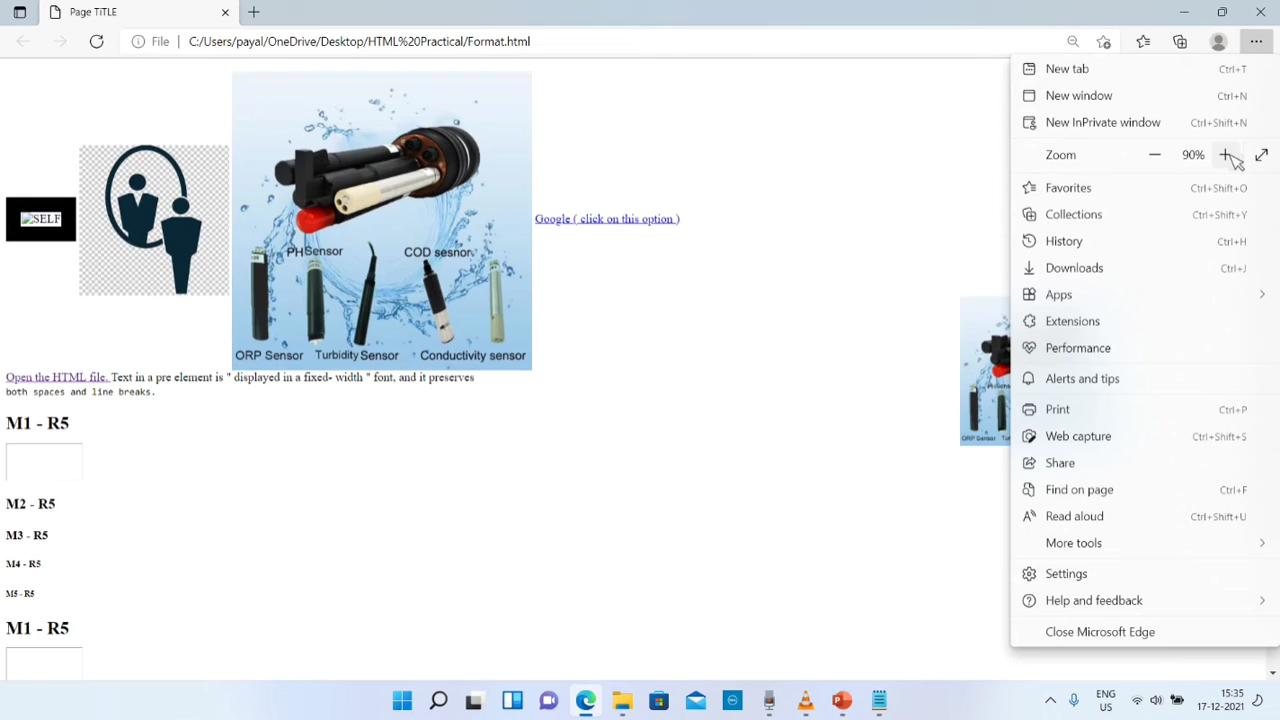 Page TiTLE
File C:/Users/payal/OneDrive/Desktop/HTML%20Practical/Format.html
New tab Ctrl+T
New window Ctrl+N
New InPrivate window Ctrl+Shift+N
Zoom 90%
Favorites Ctrl+Shift+O
Collections Ctrl+Shift+Y
History Ctrl+H
Downloads Ctrl+J
Apps
Extensions
Performance
Alerts and tips
Print Ctrl+P
Web capture Ctrl+Shift+S
Share
Find on page Ctrl+F
Read aloud Ctrl+Shift+U
More tools
Settings
Help and feedback
Close Microsoft Edge
SELF
Google ( click on this option )
PH Sensor COD sesnor
ORP Sensor Turbidity Sensor Conductivity sensor
ORP Sensor
Open the HTML file. Text in a pre element is " displayed in a fixed- width " font, and it preserves
both spaces and line breaks.
M1 - R5
M2 - R5
M3 - R5
M4 - R5
M5 - R5
M1 - R5
ENG
US
15:35
17-12-2021